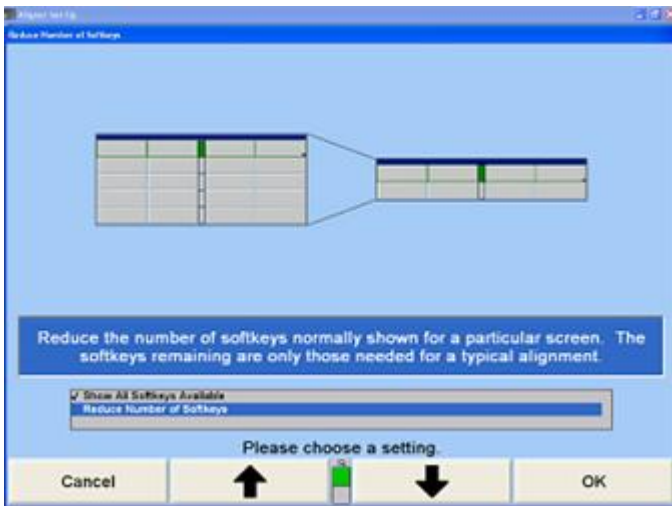 Aligner Set Up
Reduce Number of Softkeys
Reduce the number of softkeys normally shown for a particular screen. The
softkeys remaining are only those needed for a typical alignment.
✓ Show All Softkeys Available
Reduce Number of Softkeys
Please choose a setting.
Cancel
OK